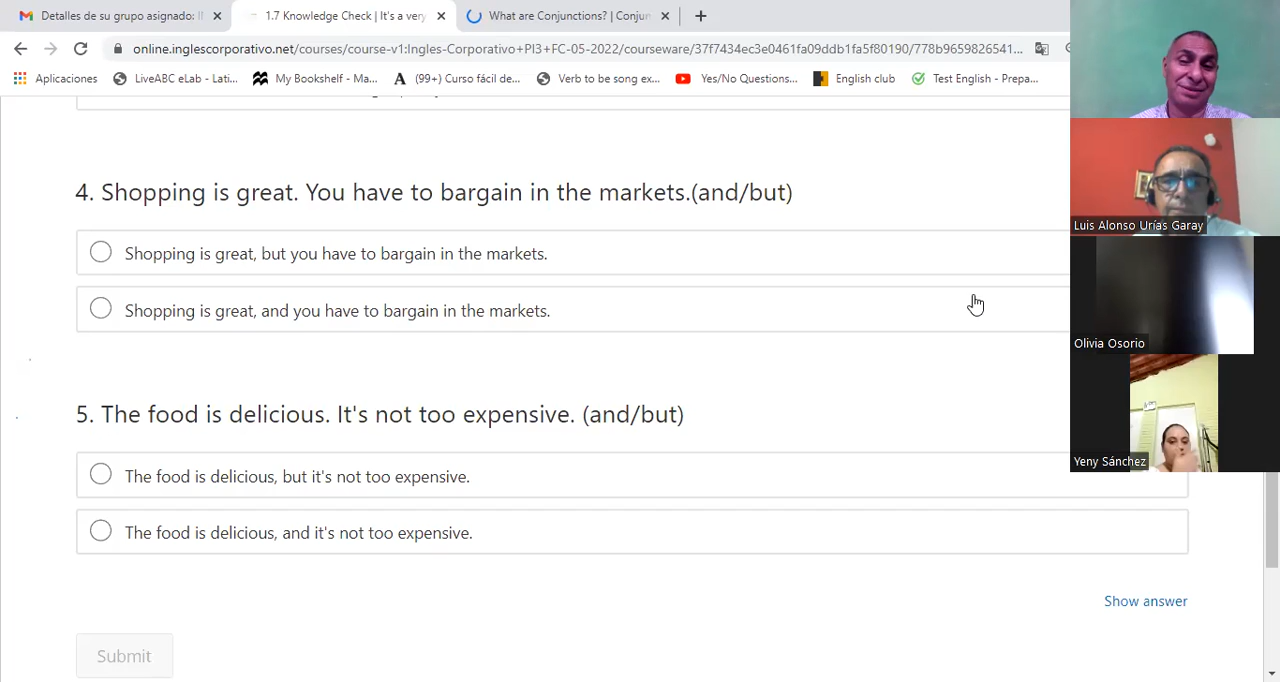 Detalles de su grupo asignado: II
1.7 Knowledge Check | It's a very
What are Conjunctions? | Conjun
online.inglescorporativo.net/courses/course-v1:Ingles-Corporativo+PI3+FC-05-2022/courseware/37f7434ec3e0461fa09ddb1fa5f80190/778b9659826541...
Aplicaciones
LiveABC eLab - Lati...
My Bookshelf - Ma...
(99+) Curso fácil de...
Verb to be song ex...
Yes/No Questions...
English club
Test English - Prepa...
4. Shopping is great. You have to bargain in the markets.(and/but)
Shopping is great, but you have to bargain in the markets.
Shopping is great, and you have to bargain in the markets.
5. The food is delicious. It's not too expensive. (and/but)
The food is delicious, but it's not too expensive.
The food is delicious, and it's not too expensive.
Show answer
Submit
Luis Alonso Urías Garay
Olivia Osorio
Yeny Sánchez